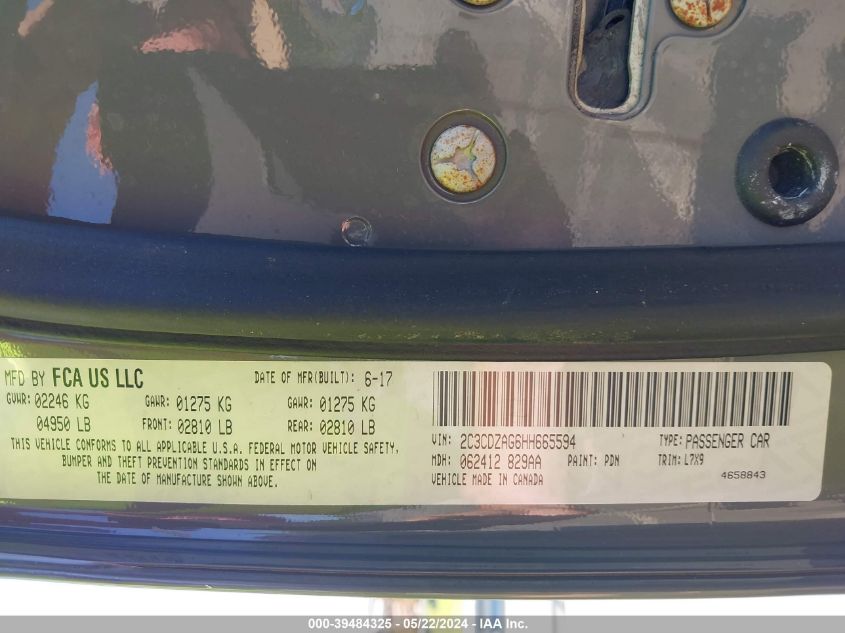 MFD BY FCA US LLC DATE OF MFR(BUILT): 6-17
GVWR: 02246 KG GAWR: 01275 KG GAWR: 01275 KG
04950 LB FRONT: 02810 LB REAR: 02810 LB
THIS VEHICLE CONFORMS TO ALL APPLICABLE U.S.A. FEDERAL MOTOR VEHICLE SAFETY,
BUMPER AND THEFT PREVENTION STANDARDS IN EFFECT ON
THE DATE OF MANUFACTURE SHOWN ABOVE.
VIN: 2C3CDZAG6HH665594 TYPE: PASSENGER CAR
MDH: 062412 829AA PAINT: PDN TRIM: L7X9
VEHICLE MADE IN CANADA 4658843
000-39484325 - 05/22/2024 - IAA Inc.